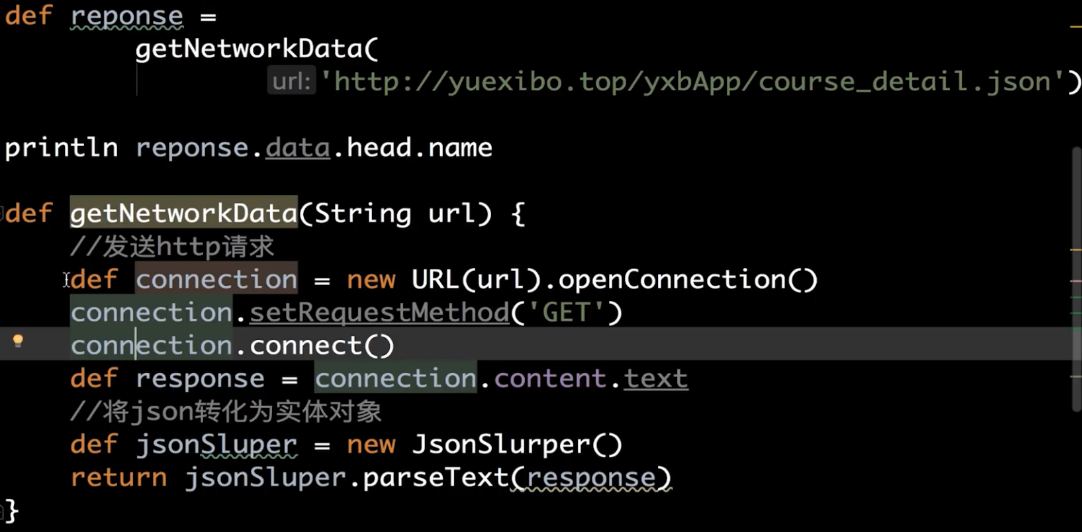 def reponse =
getNetworkData(
url: 'http://yuexibo.top/yxbApp/course_detail.json')
println reponse.data.head.name
def getNetworkData(String url) {
//发送http请求
def connection = new URL(url).openConnection()
connection.setRequestMethod('GET')
connection.connect()
def response = connection.content.text
//将json转化为实体对象
def jsonSluper = new JsonSlurper()
return jsonSluper.parseText(response)
}